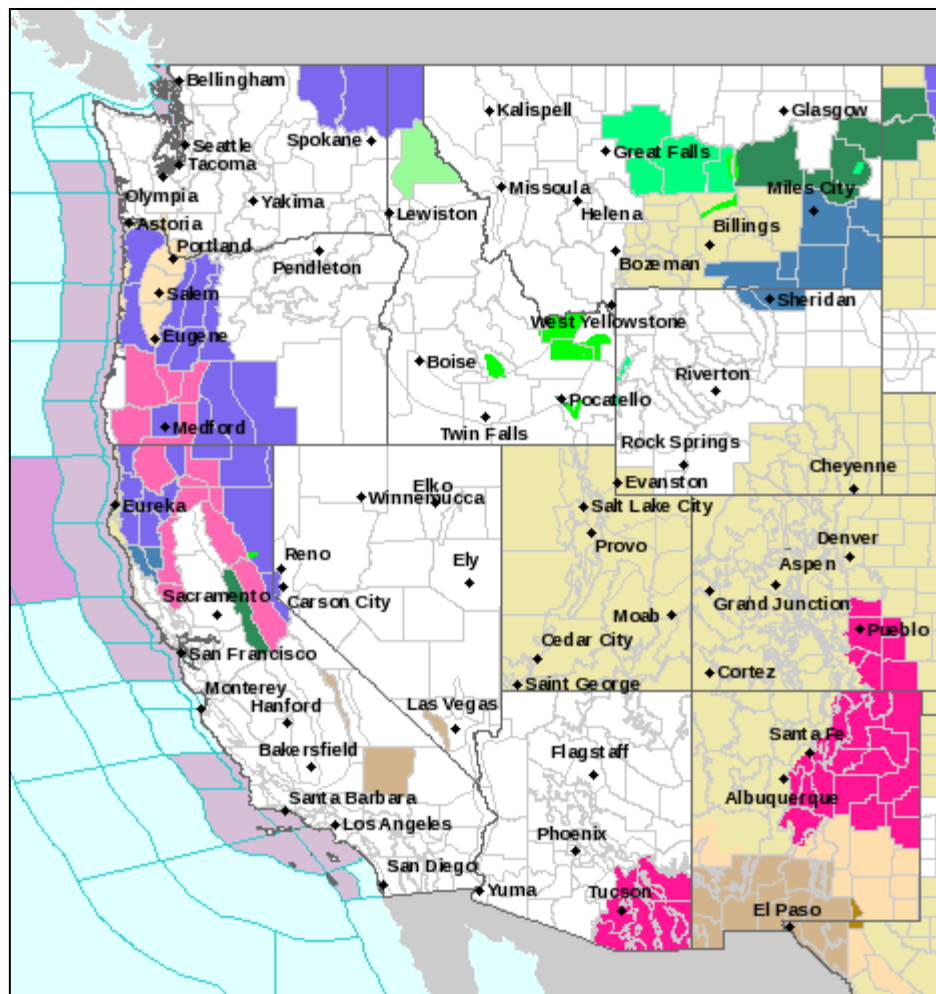 Bellingham
Kalispell
Glasgow
Spokane
Seattle
Great Falls
Tacoma
Missoula
Miles City
Olympia
Yakima
Lewiston
Helena
Astoria
Billings
Portland
Pendleton
Bozeman
Salem
Sheridan
West Yellowstone
Eugene
Boise
Riverton
Pocatello
Medford
Twin Falls
Rock Springs
Cheyenne
Elko
Evanston
Eureka
Winnemucca
Salt Lake City
Provo
Denver
Reno
Ely
Aspen
Sacramento
Carson City
Grand Junction
Moab
Pueblo
Cedar City
San Francisco
Cortez
Saint George
Monterey
Hanford
Las Vegas
Santa Fe
Bakersfield
Flagstaff
Albuquerque
Santa Barbara
Los Angeles
Phoenix
San Diego
Yuma
Tucson
El Paso